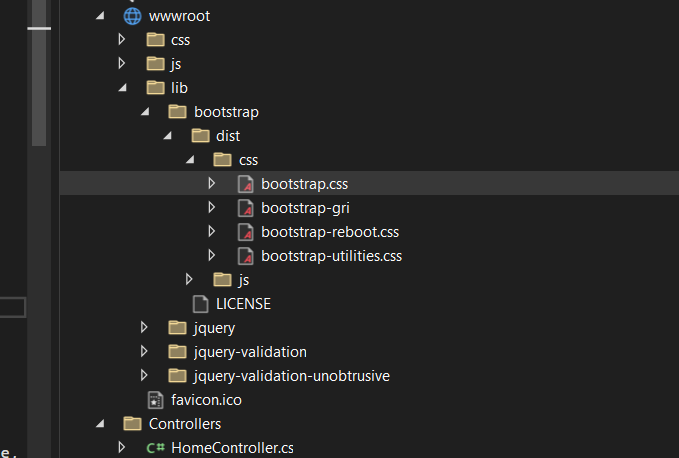 wwwroot
css
js
lib
bootstrap
dist
css
bootstrap.css
bootstrap-gri
bootstrap-reboot.css
bootstrap-utilities.css
js
LICENSE
jquery
jquery-validation
jquery-validation-unobtrusive
favicon.ico
Controllers
C# HomeController.cs
e.